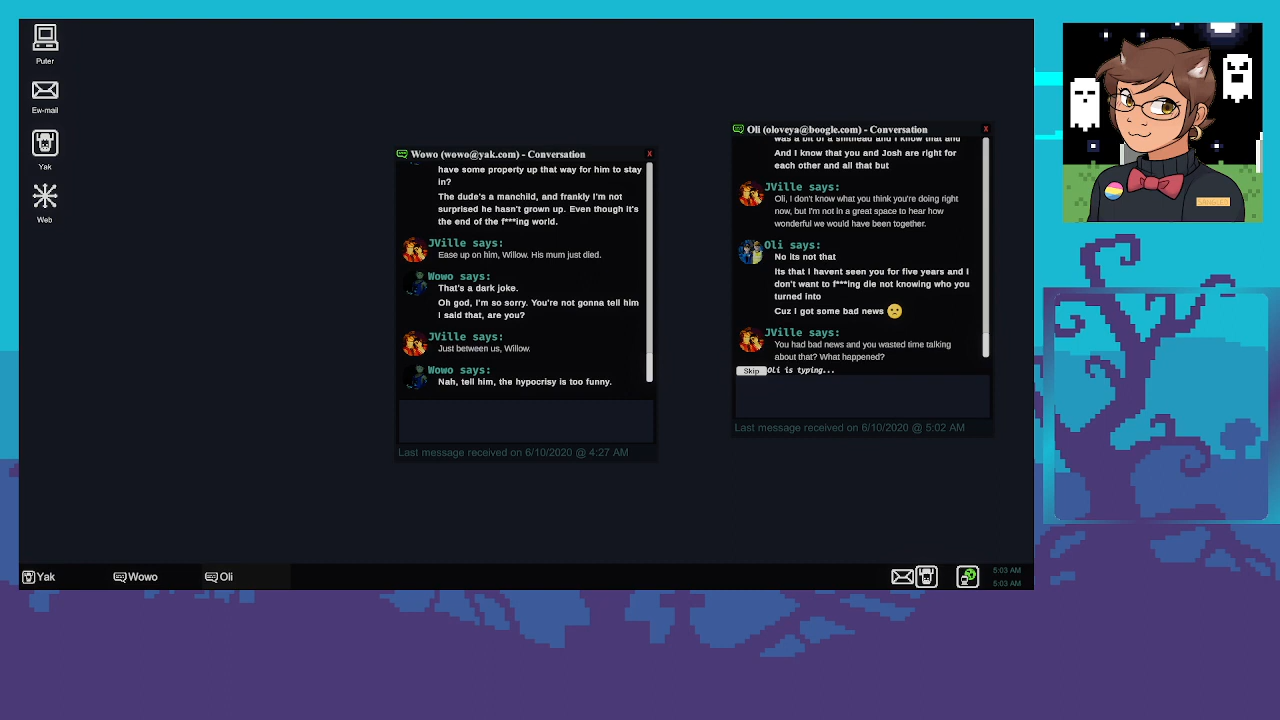 Puter
Ew-mail
Yak
Web
Wowo (wowo@yak.com) - Conversation
X
have some property up that way for him to stay
in?
The dude's a manchild, and frankly I'm not
surprised he hasn't grown up. Even though it's
the end of the f***ing world.
JVille says:
Ease up on him, Willow. His mum just died.
Wowo says:
That's a dark joke.
Oh god, I'm so sorry. You're not gonna tell him
I said that, are you?
JVille says:
Just between us, Willow.
Wowo says:
Nah, tell him, the hypocrisy is too funny.
Last message received on 6/10/2020 @ 4:27 AM
Oli (oloveya@boogle.com) - Conversation
X
was a bit of a shithead and I know that and
And I know that you and Josh are right for
each other and all that but
JVille says:
Oli, I don't know what you think you're doing right
now, but I'm not in a great space to hear how
wonderful we would have been together.
Oli says:
No its not that
Its that I havent seen you for five years and I
don't want to f***ing die not knowing who you
turned into
Cuz I got some bad news
JVille says:
You had bad news and you wasted time talking
about that? What happened?
Skip Oli is typing...
Last message received on 6/10/2020 @ 5:02 AM
Yak
Wowo
Oli
5:03 AM
5:03 AM